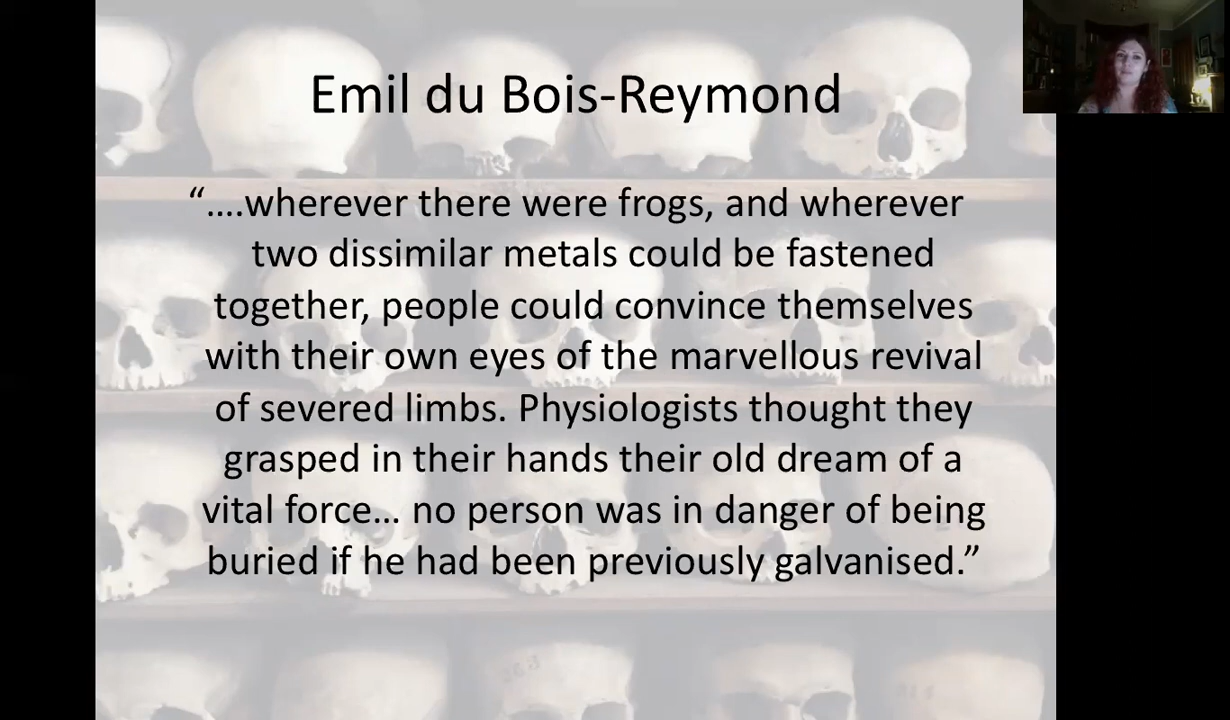 Emil du Bois-Reymond
“....wherever there were frogs, and wherever
two dissimilar metals could be fastened
together, people could convince themselves
with their own eyes of the marvellous revival
of severed limbs. Physiologists thought they
grasped in their hands their old dream of a
vital force... no person was in danger of being
buried if he had been previously galvanised.”